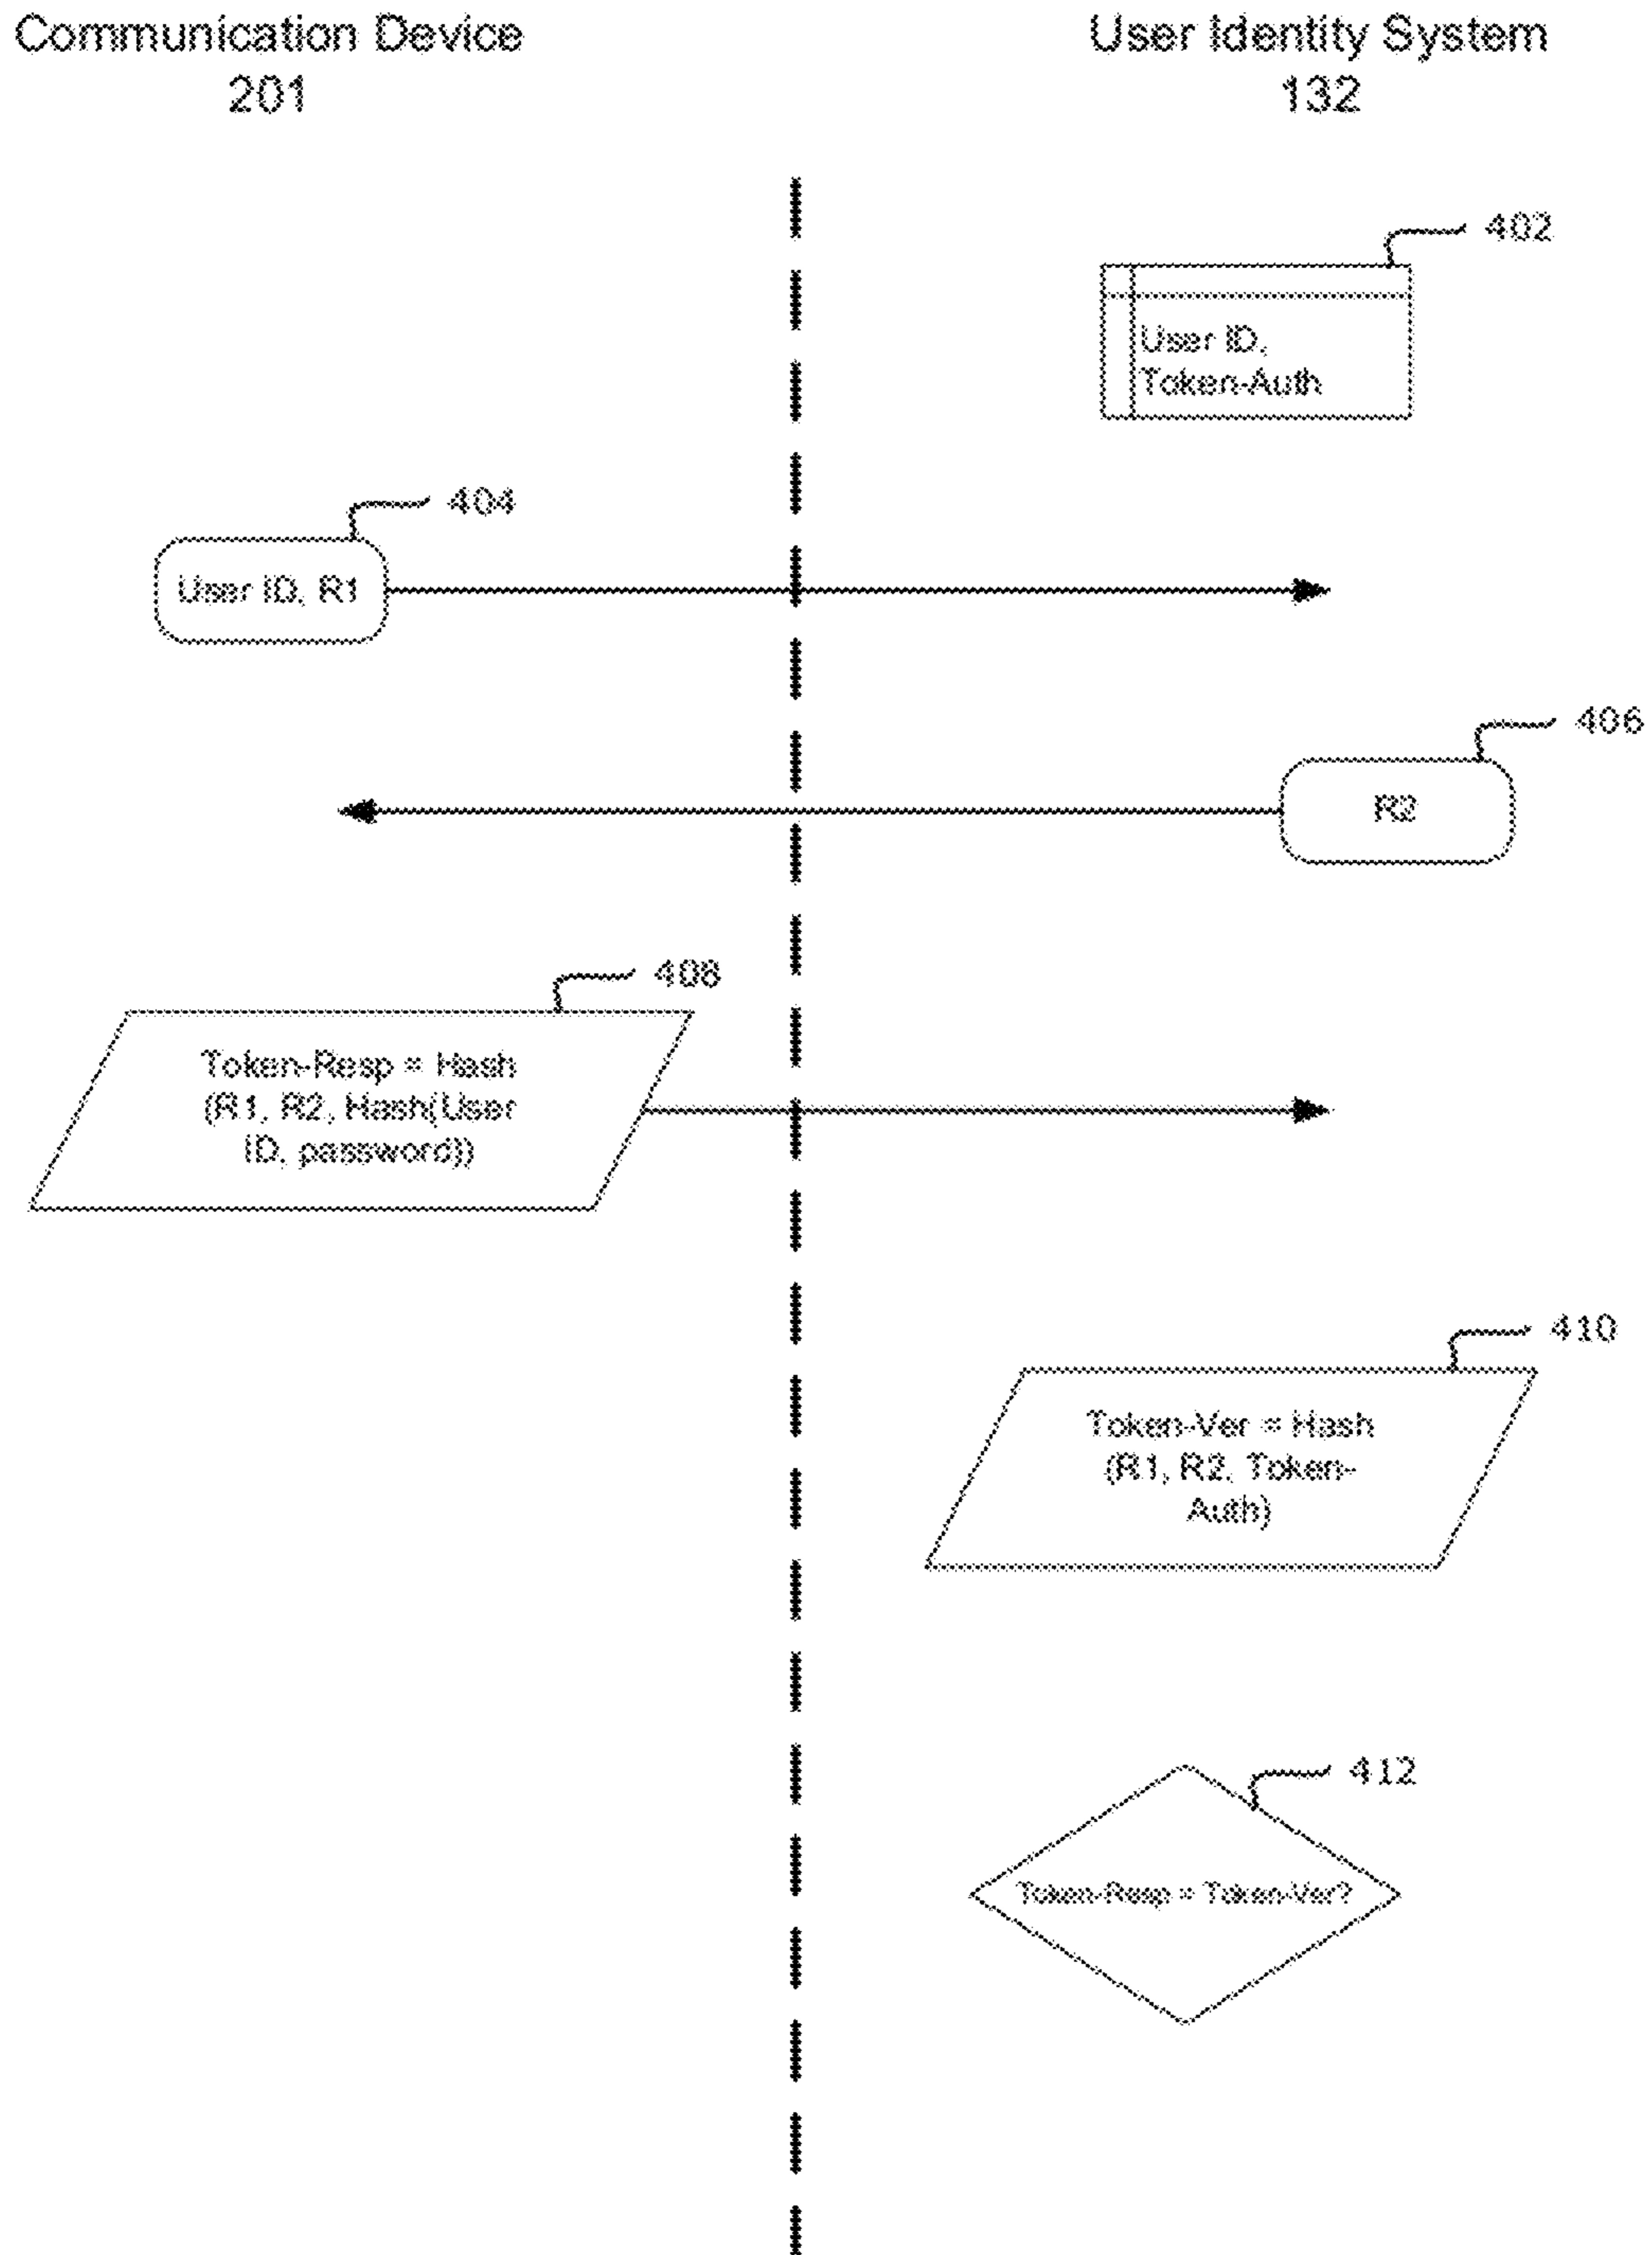 Communication Device
201
User Identity System
132
402
User ID,
Token-Auth
404
User ID, R1
406
R2
408
Token-Resp = Hash
(R1, R2, Hash(User
ID, password))
410
Token-Ver = Hash
(R1, R2, Token-
Auth)
412
Token-Resp = Token-Ver?